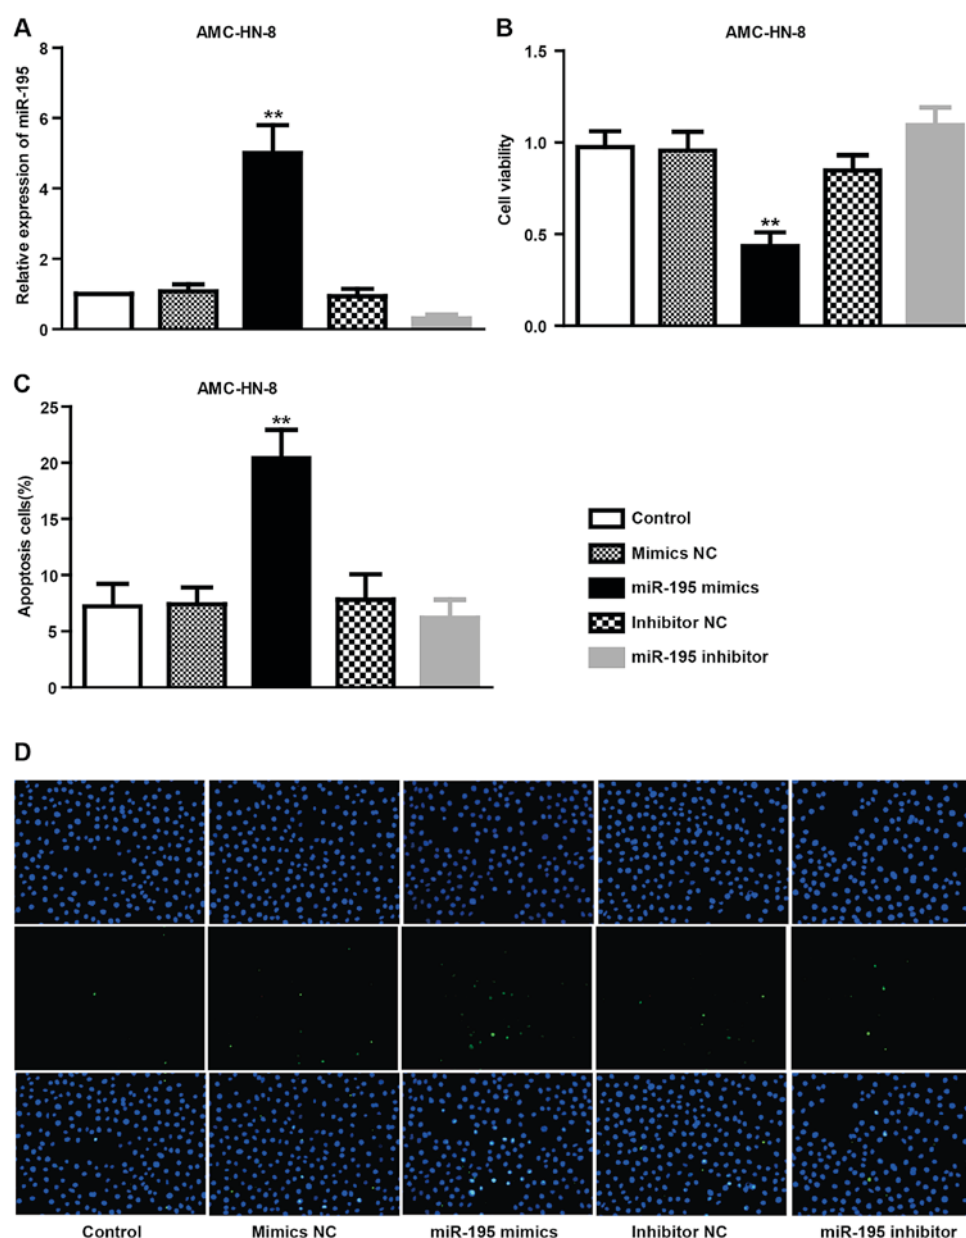 A
AMC-HN-8
Relative expression of miR-195
8
6
4
2
0
**
B
AMC-HN-8
Cell viability
1.5
1.0
0.5
0.0
**
C
AMC-HN-8
Apoptosis cells(%)
25
20
15
10
5
0
**
Control
Mimics NC
miR-195 mimics
Inhibitor NC
miR-195 inhibitor
D
Control
Mimics NC
miR-195 mimics
Inhibitor NC
miR-195 inhibitor